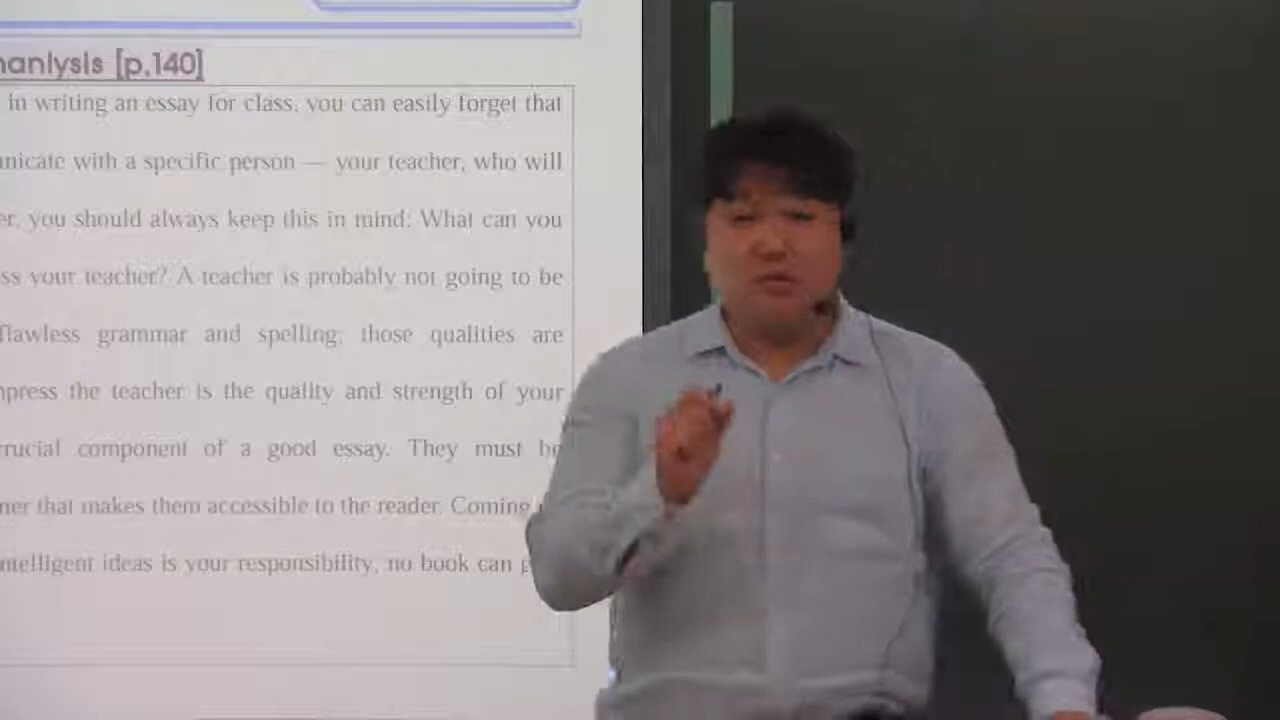 nanlysis [p.140]
in writing an essay for class, you can easily forget that
nicate with a specific person — your teacher, who will
er, you should always keep this in mind: What can you
ss your teacher? A teacher is probably not going to be
flawless grammar and spelling; those qualities are
press the teacher is the quality and strength of your
rucial component of a good essay. They must be
ner that makes them accessible to the reader. Coming
ntelligent ideas is your responsibility, no book can